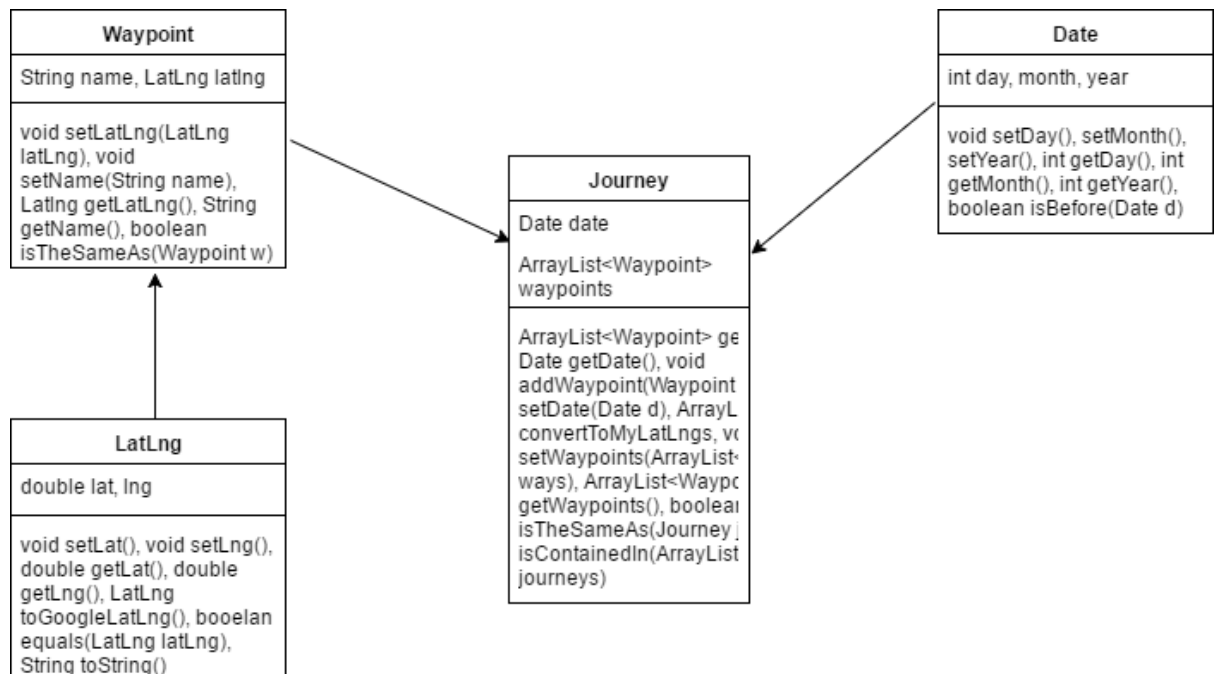 Waypoint
String name, LatLng latlng
void setLatLng(LatLng
latLng), void
setName(String name),
Latlng getLatLng(), String
getName(), boolean
isTheSameAs(Waypoint w)
LatLng
double lat, lng
void setLat(), void setLng(),
double getLat(), double
getLng(), LatLng
toGoogleLatLng(), booelan
equals(LatLng latLng),
String toString()
Journey
Date date
ArrayList<Waypoint>
waypoints
ArrayList<Waypoint> ge
Date getDate(), void
addWaypoint(Waypoint
setDate(Date d), ArrayL
convertToMyLatLngs, vo
setWaypoints(ArrayList<
ways), ArrayList<Waypo
getWaypoints(), boolean
isTheSameAs(Journey j
isContainedIn(ArrayList
journeys)
Date
int day, month, year
void setDay(), setMonth(),
setYear(), int getDay(), int
getMonth(), int getYear(),
boolean isBefore(Date d)